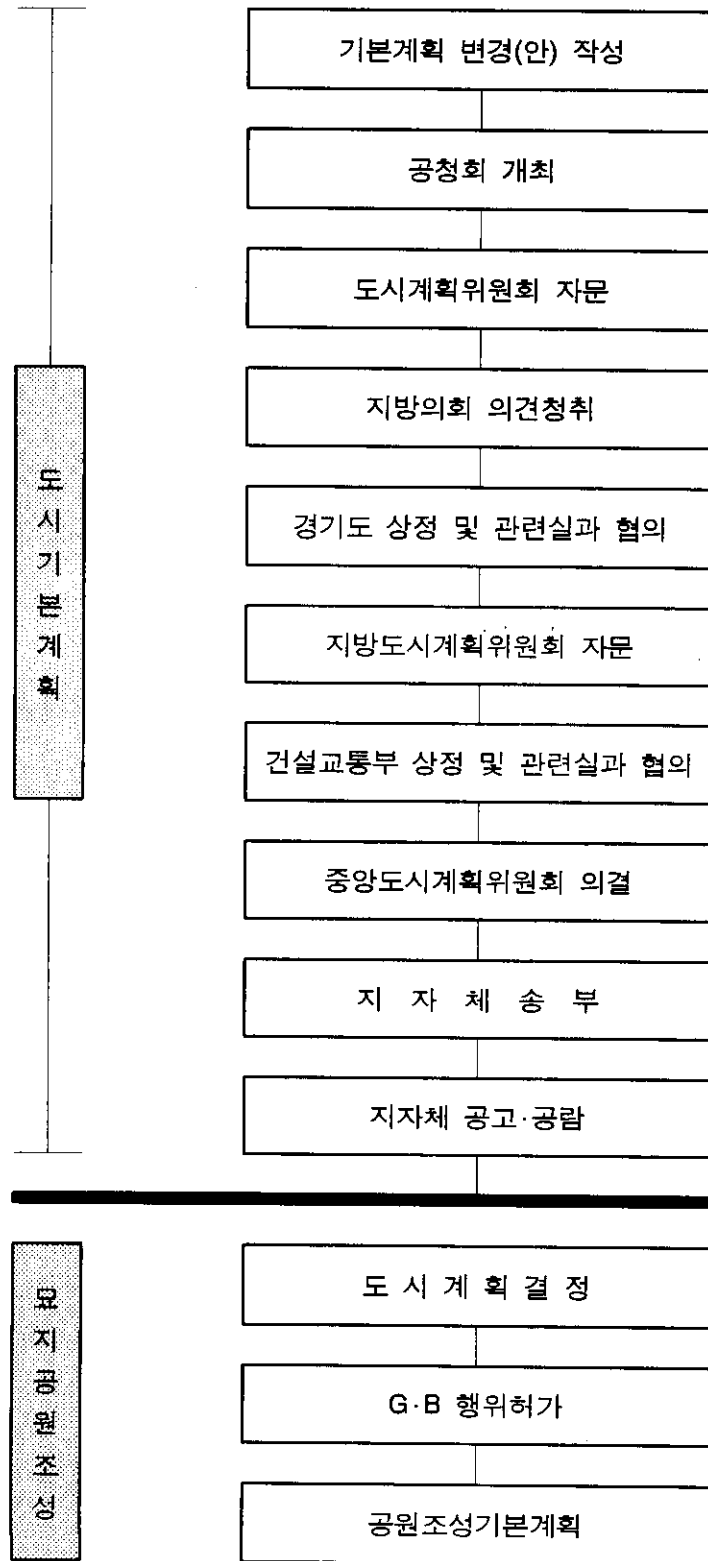 기본계획 변경(안) 작성
공청회 개최
도시계획위원회 자문
지방의회 의견청취
경기도 상정 및 관련실과 협의
지방도시계획위원회 자문
건설교통부 상정 및 관련실과 협의
중앙도시계획위원회 의결
지 자 체 송 부
지자체 공고·공람
도시기본계획
도 시 계 획 결 정
G·B 행위허가
공원조성기본계획
묘지공원조성